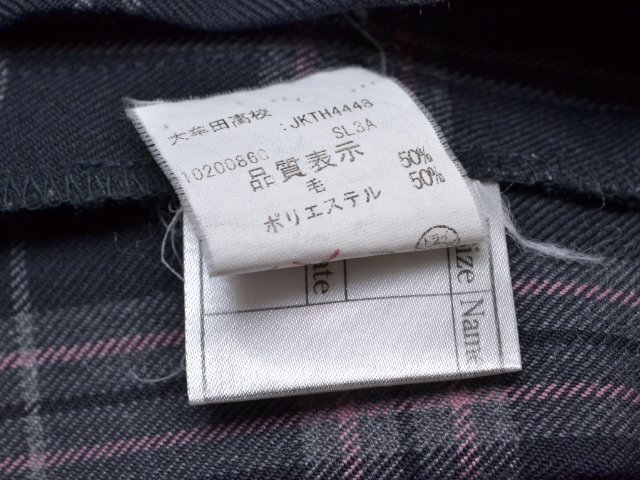 大牟田高校 :JKTH4448
10200860 SL3A
品質表示
毛 50%
ポリエステル 50%
Size
Name